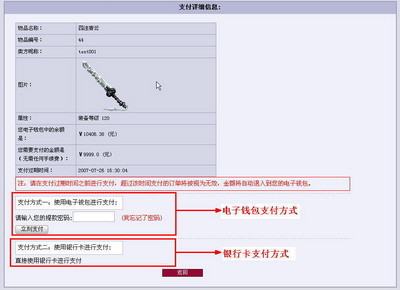 支付详细信息:
物品名称: 四注青云
物品编号: 44
卖方昵称: test001
图片:
属性: 装备等级 120
您电子钱包中的余额是: ¥10408.38 (元)
您需要支付的金额是(无需任何手续费): ¥9999.0 (元)
支付过期时间: 2007-07-26 16:30:04
注: 请在支付过期时间之前进行支付，超过该时间支付的订单将被视为无效，金额将自动退入到您的电子钱包。
支付方式一: 使用电子钱包进行支付:
请输入您的提款密码: (我忘记了密码)
立刻支付
电子钱包支付方式
支付方式二: 使用银行卡进行支付:
直接使用银行卡进行支付
银行卡支付方式
返回